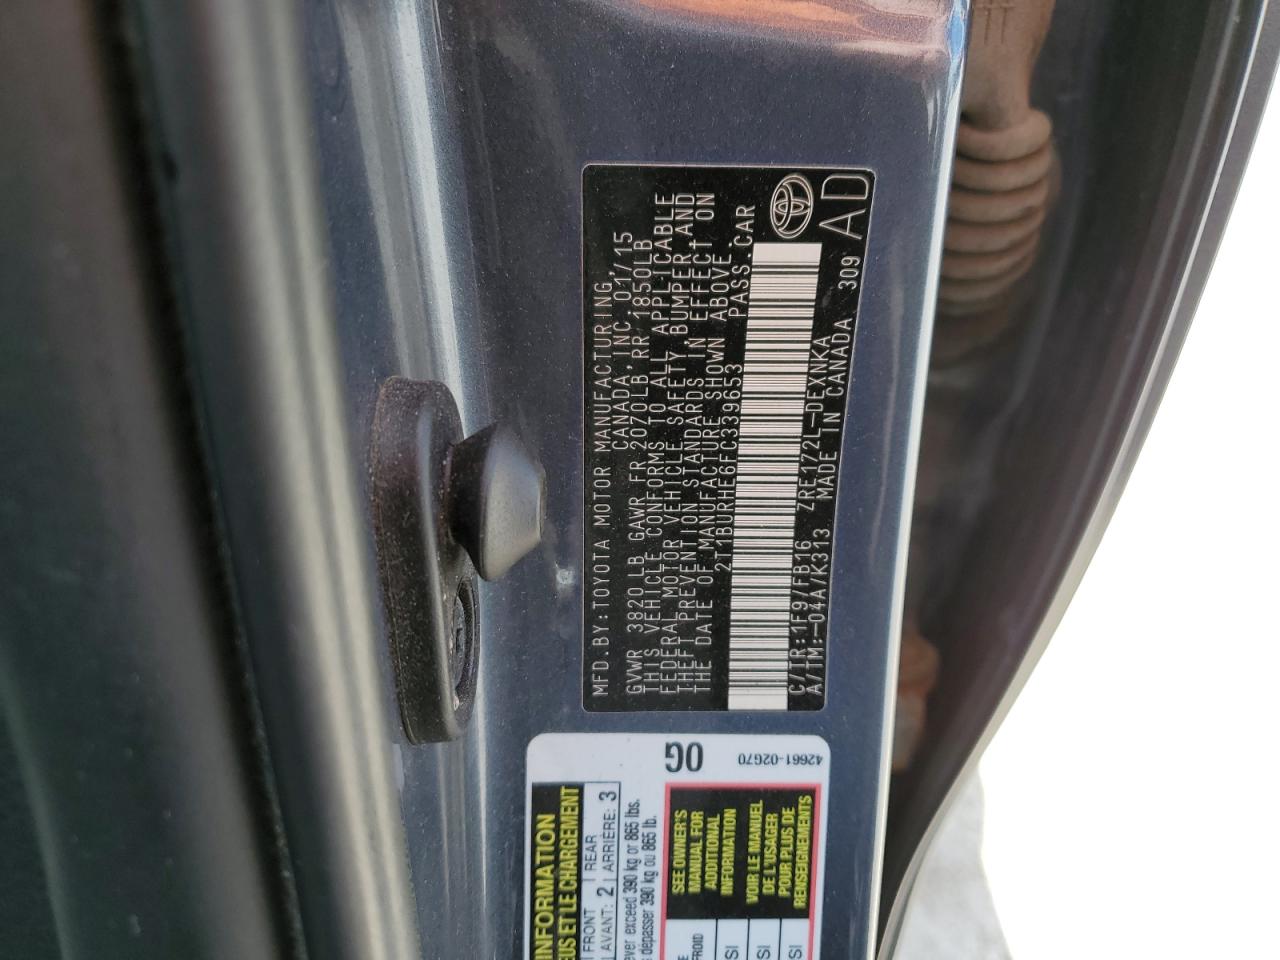 MFD.BY:TOYOTA MOTOR MANUFACTURING,
CANADA, INC. 01/15
GVWR 3820 LB GAWR FR 2070LB RR 1850LB
THIS VEHICLE CONFORMS TO ALL APPLICABLE
FEDERAL MOTOR VEHICLE SAFETY, BUMPER, AND
THEFT PREVENTION STANDARDS IN EFFECT ON
THE DATE OF MANUFACTURE SHOWN ABOVE.
2T1BURHE6FC339653 PASS.CAR
C/TR:1F9/FB16 ZRE172L-DEXNKA
A/TM:-04A/K313 MADE IN CANADA 309
AD
0G
42661-02G70
INFORMATION
ET LE CHARGEMENT
FRONT REAR
AVANT: 2 ARRIÈRE: 3
exceed 390 kg or 865 lbs.
dépasser 390 kg ou 865 lb.
SEE OWNER'S
MANUAL FOR
ADDITIONAL
INFORMATION
VOIR LE MANUEL
DE L'USAGER
POUR PLUS DE
RENSEIGNEMENTS
SI
SI
SI